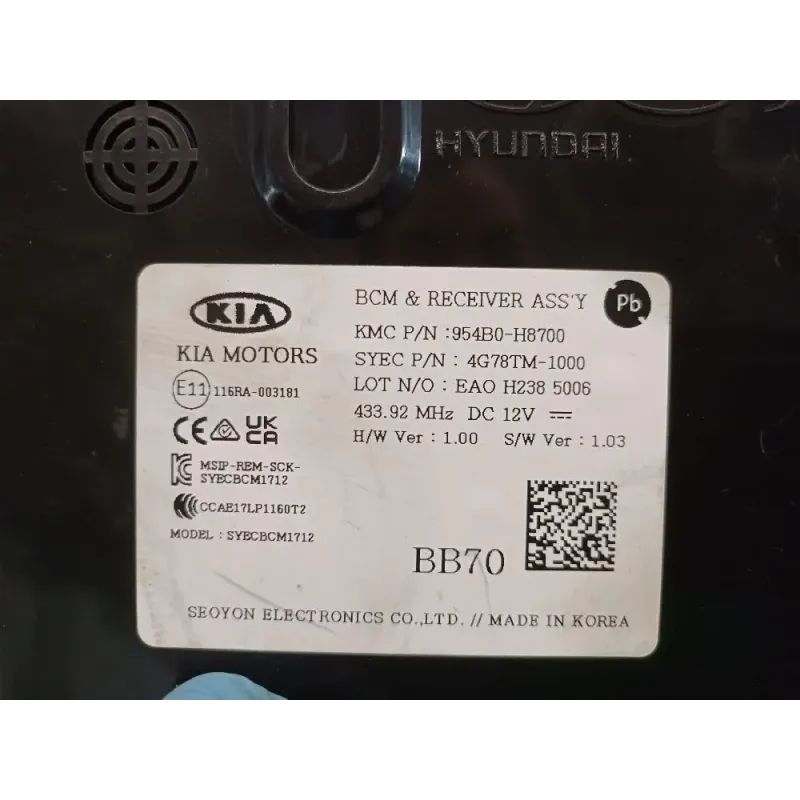 HYUNDAI
KIA
KIA MOTORS
BCM & RECEIVER ASS'Y
Pb
KMC P/N :954B0-H8700
SYEC P/N : 4G78TM-1000
LOT N/O : EAO H238 5006
433.92 MHz DC 12V
H/W Ver : 1.00 S/W Ver : 1.03
E11 116RA-003181
CE UK CA
MSIP-REM-SCK-
SYECBCM1712
CCAE17LP1160T2
MODEL : SYECBCM1712
BB70
SEOYON ELECTRONICS CO.,LTD. // MADE IN KOREA